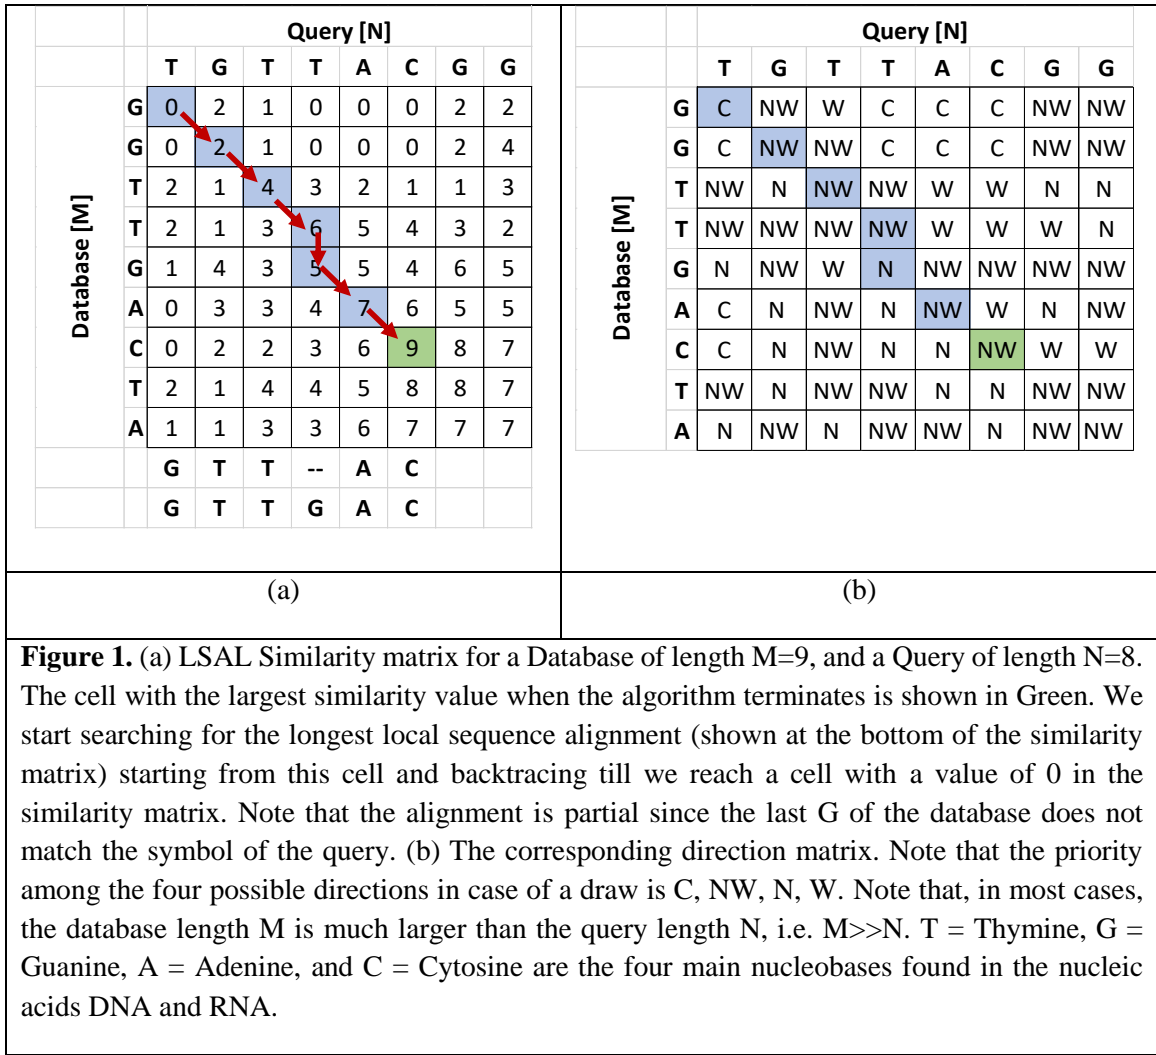 Query [N]
T G T T A C G G
Database [M]
G 0 2 1 0 0 0 2 2
G 0 2 1 0 0 0 2 4
T 2 1 4 3 2 1 1 3
T 2 1 3 6 5 4 3 2
G 1 4 3 5 5 4 6 5
A 0 3 3 4 7 6 5 5
C 0 2 2 3 6 9 8 7
T 2 1 4 4 5 8 8 7
A 1 1 3 3 6 7 7 7
G T T -- A C
G T T G A C
(a)
Query [N]
T G T T A C G G
Database [M]
G C NW W C C C NW NW
G C NW NW C C C NW NW
T NW N NW NW W W N N
T NW NW NW NW W W W N
G N NW W N NW NW NW NW
A C N NW N NW W N NW
C C N NW N N NW W W
T NW N NW NW N N NW NW
A N NW N NW NW N NW NW
(b)
Figure 1. (a) LSAL Similarity matrix for a Database of length M=9, and a Query of length N=8.
The cell with the largest similarity value when the algorithm terminates is shown in Green. We
start searching for the longest local sequence alignment (shown at the bottom of the similarity
matrix) starting from this cell and backtracing till we reach a cell with a value of 0 in the
similarity matrix. Note that the alignment is partial since the last G of the database does not
match the symbol of the query. (b) The corresponding direction matrix. Note that the priority
among the four possible directions in case of a draw is C, NW, N, W. Note that, in most cases,
the database length M is much larger than the query length N, i.e. M>>N. T = Thymine, G =
Guanine, A = Adenine, and C = Cytosine are the four main nucleobases found in the nucleic
acids DNA and RNA.